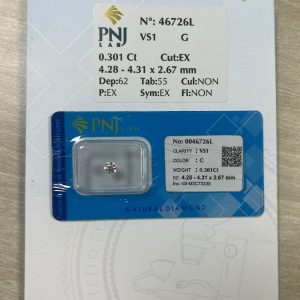 PNJ
LAB
Nº: 46726L
VS1 G
0.301 Ct Cut:EX
4.28 - 4.31 x 2.67 mm
Dep:62 Tab:55 Cul:NON
P:EX Sym:EX Fl:NON
PNJ
LAB
No: 0046726L
CLARITY : VS1
COLOR : G
WEIGHT : 0.301Ct
4.28 - 4.31 x 2.67 mm
NATURAL DIAMOND